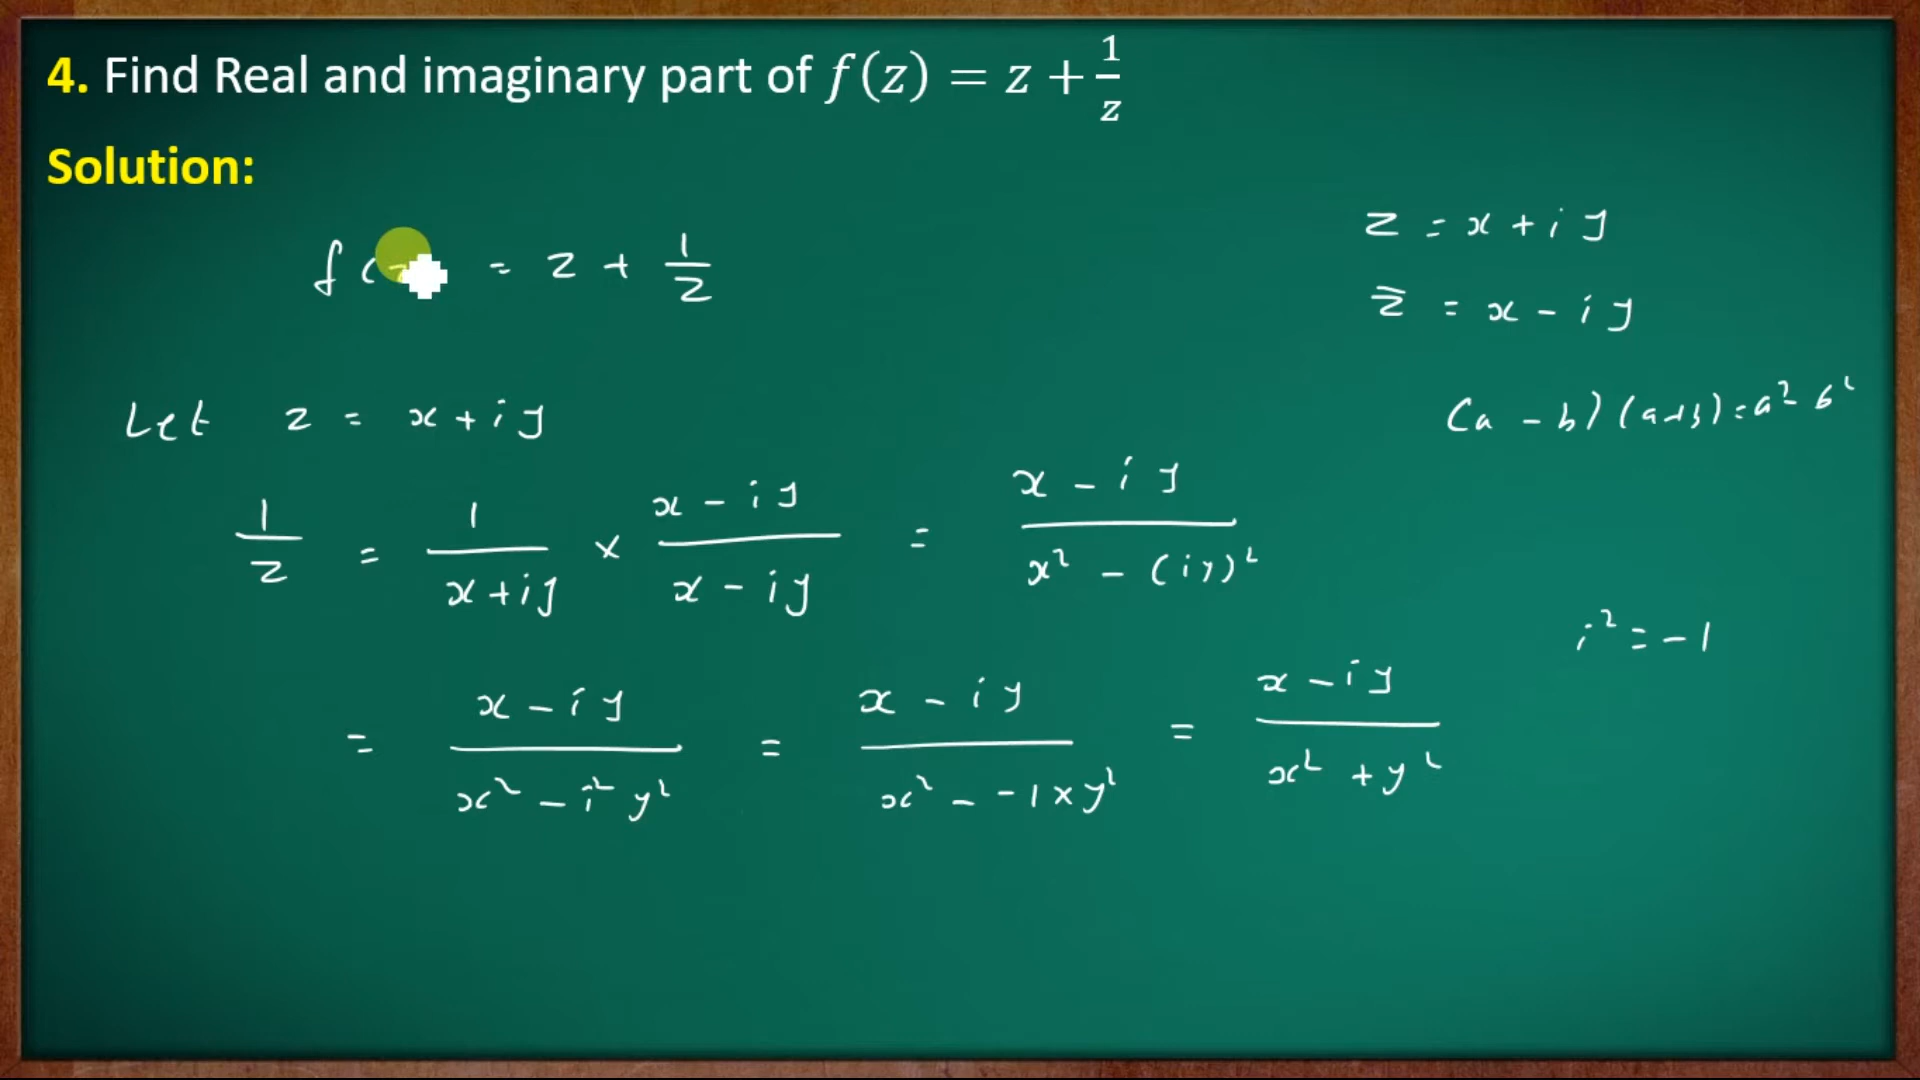 4. Find Real and imaginary part of f(z) = z + 1/z
Solution:
f(z = z + 1/z
z = x + iy
z̄ = x - iy
Let z = x + iy
(a - b)(a+b) = a² - b²
1/z = 1/(x+iy) × (x - iy)/(x - iy) = (x - iy)/(x² - (iy)²)
i² = -1
= (x - iy)/(x² - i²y²) = (x - iy)/(x² - -1×y²) = (x - iy)/(x² + y²)